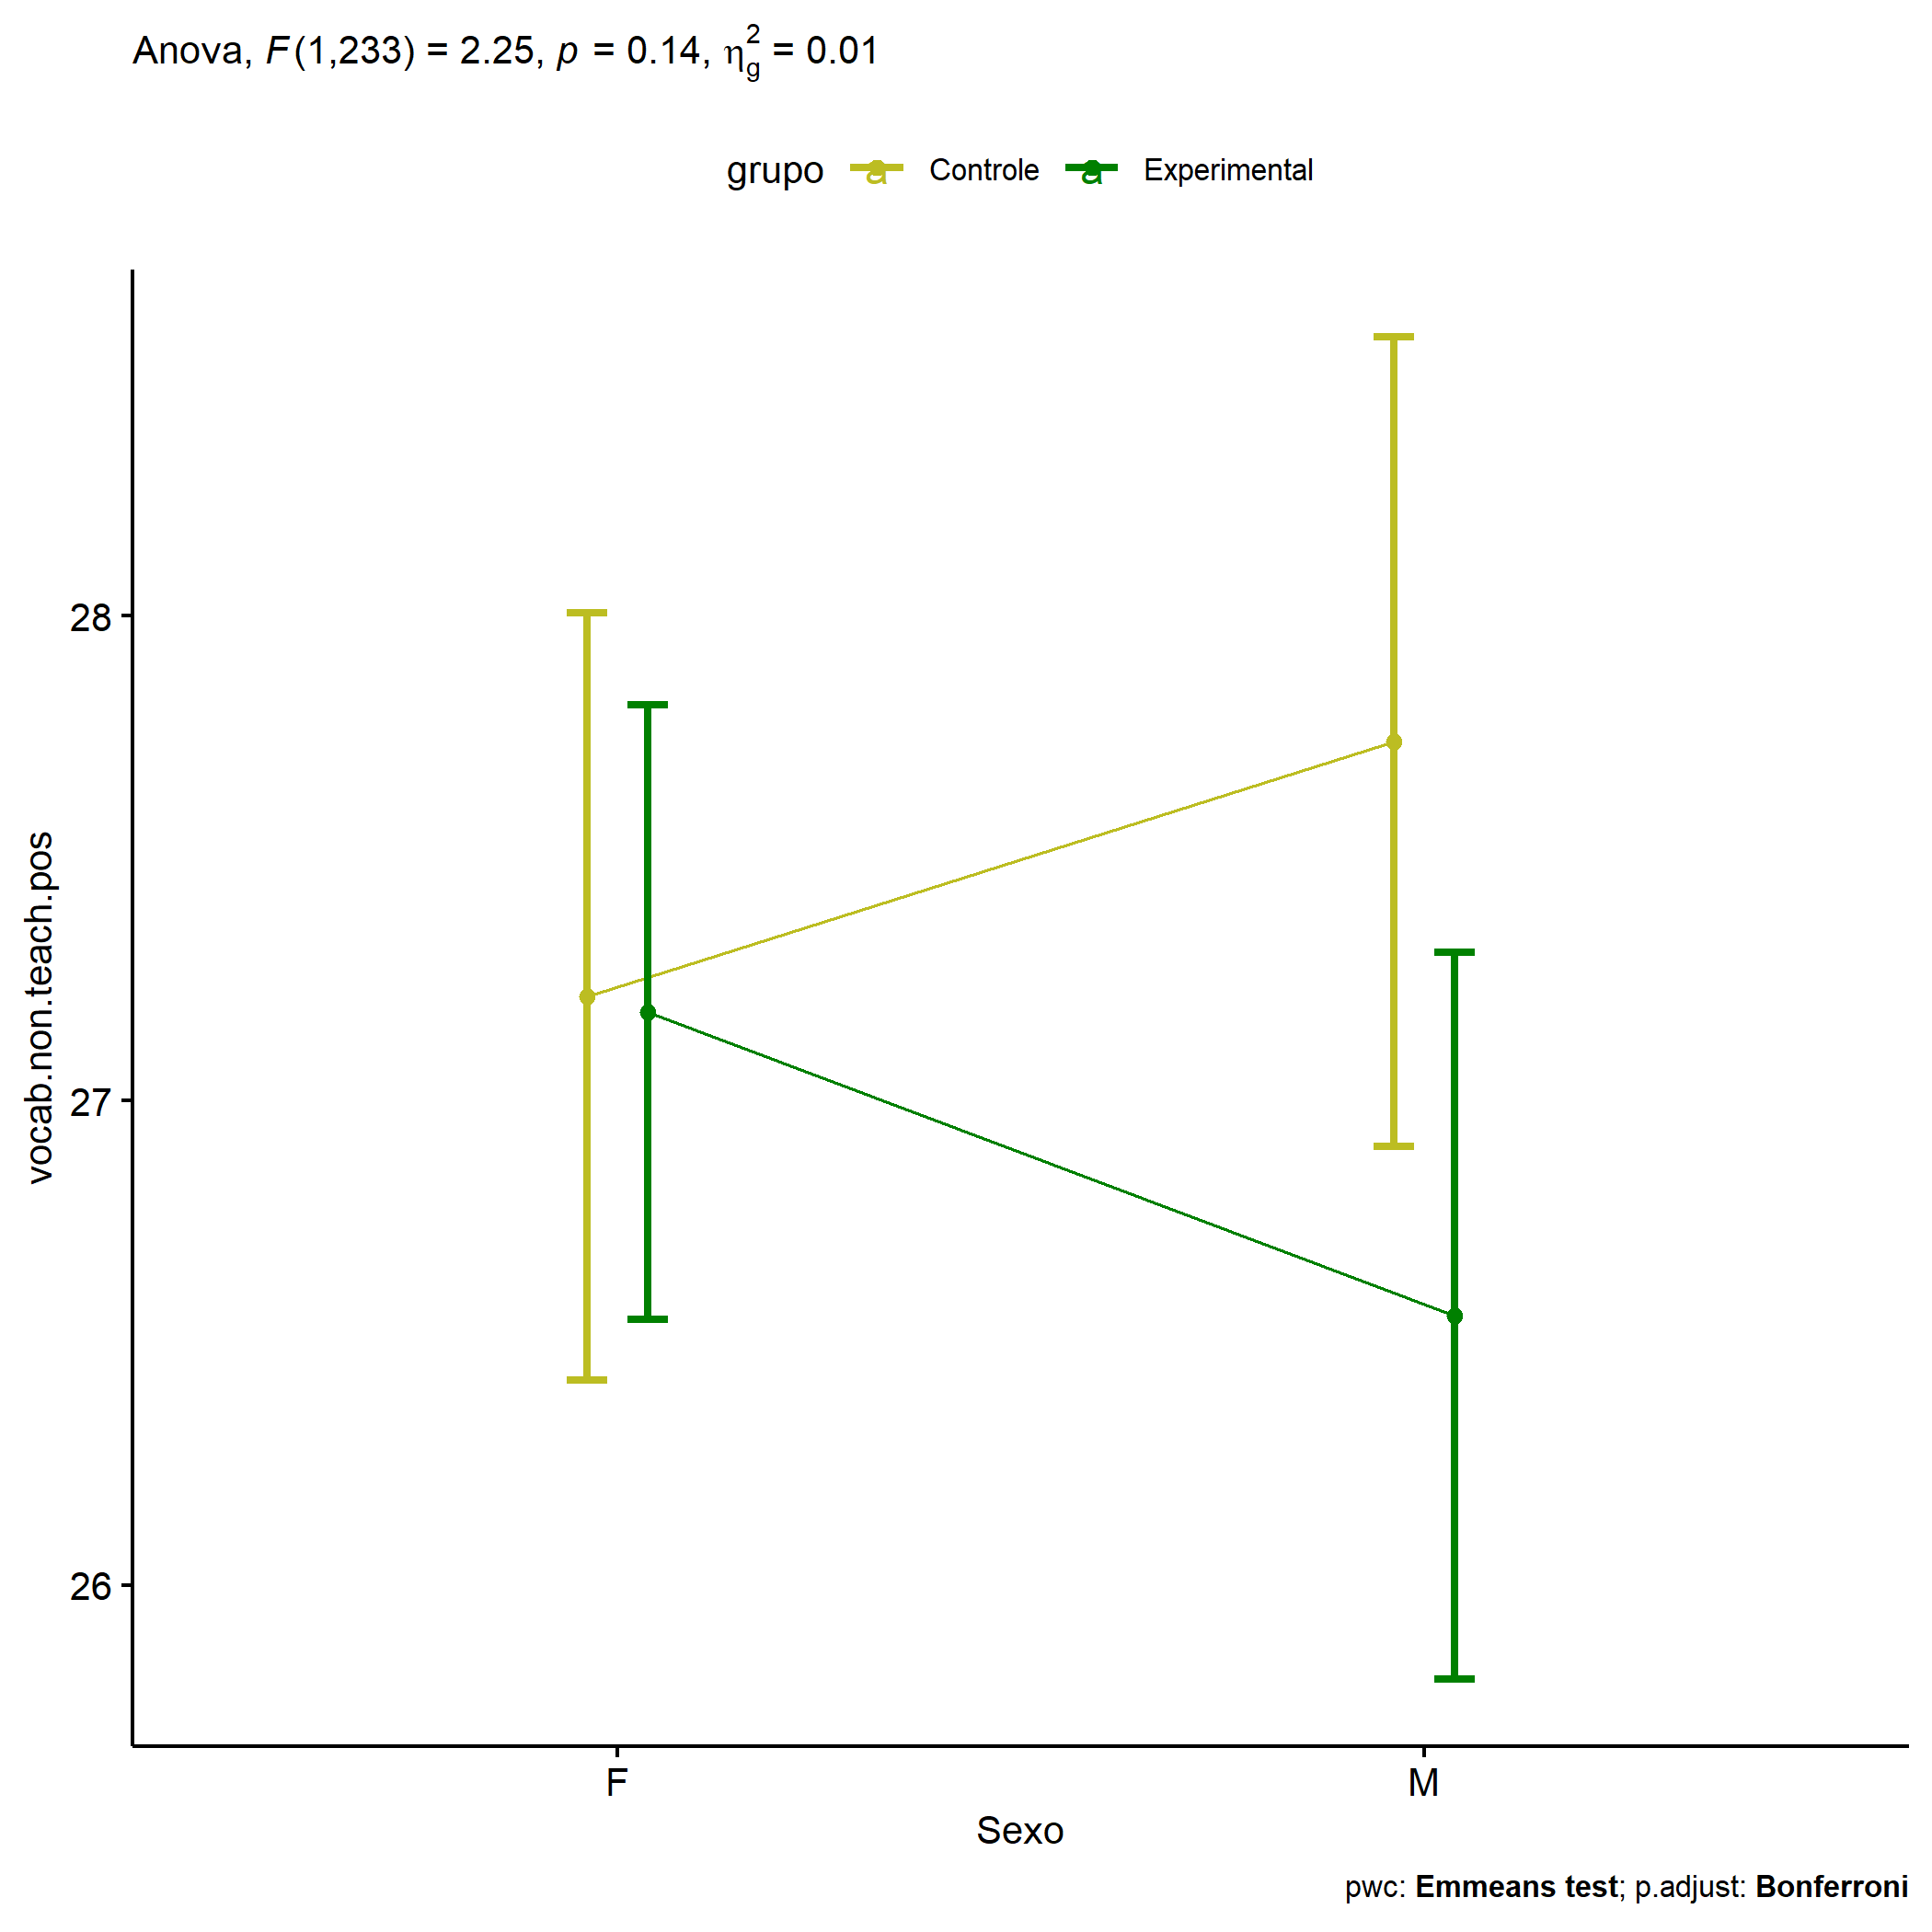 Anova, F(1,233) = 2.25, p = 0.14, η²g = 0.01
grupo a Controle a Experimental
vocab.non.teach.pos
28
27
26
F M
Sexo
pwc: Emmeans test; p.adjust: Bonferroni